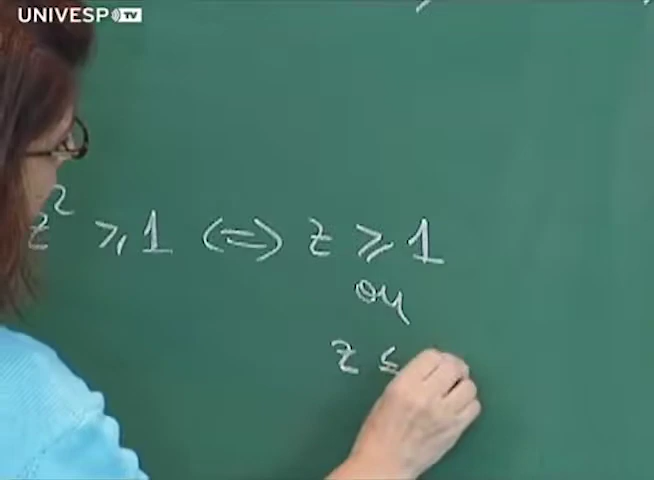 UNIVESP TV
z² ⩾ 1 ⟺ z ⩾ 1
ou
z ≤